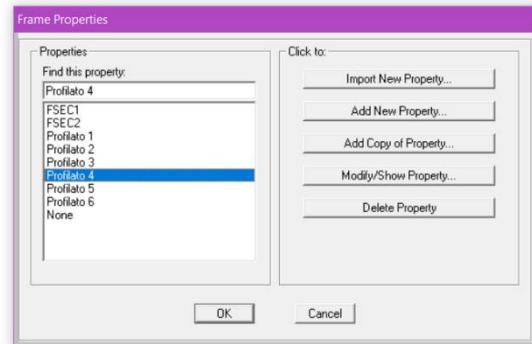 Frame Properties
Properties
Find this property:
Profilato 4
FSEC1
FSEC2
Profilato 1
Profilato 2
Profilato 3
Profilato 4
Profilato 5
Profilato 6
None
Click to:
Import New Property...
Add New Property...
Add Copy of Property...
Modify/Show Property...
Delete Property
OK
Cancel